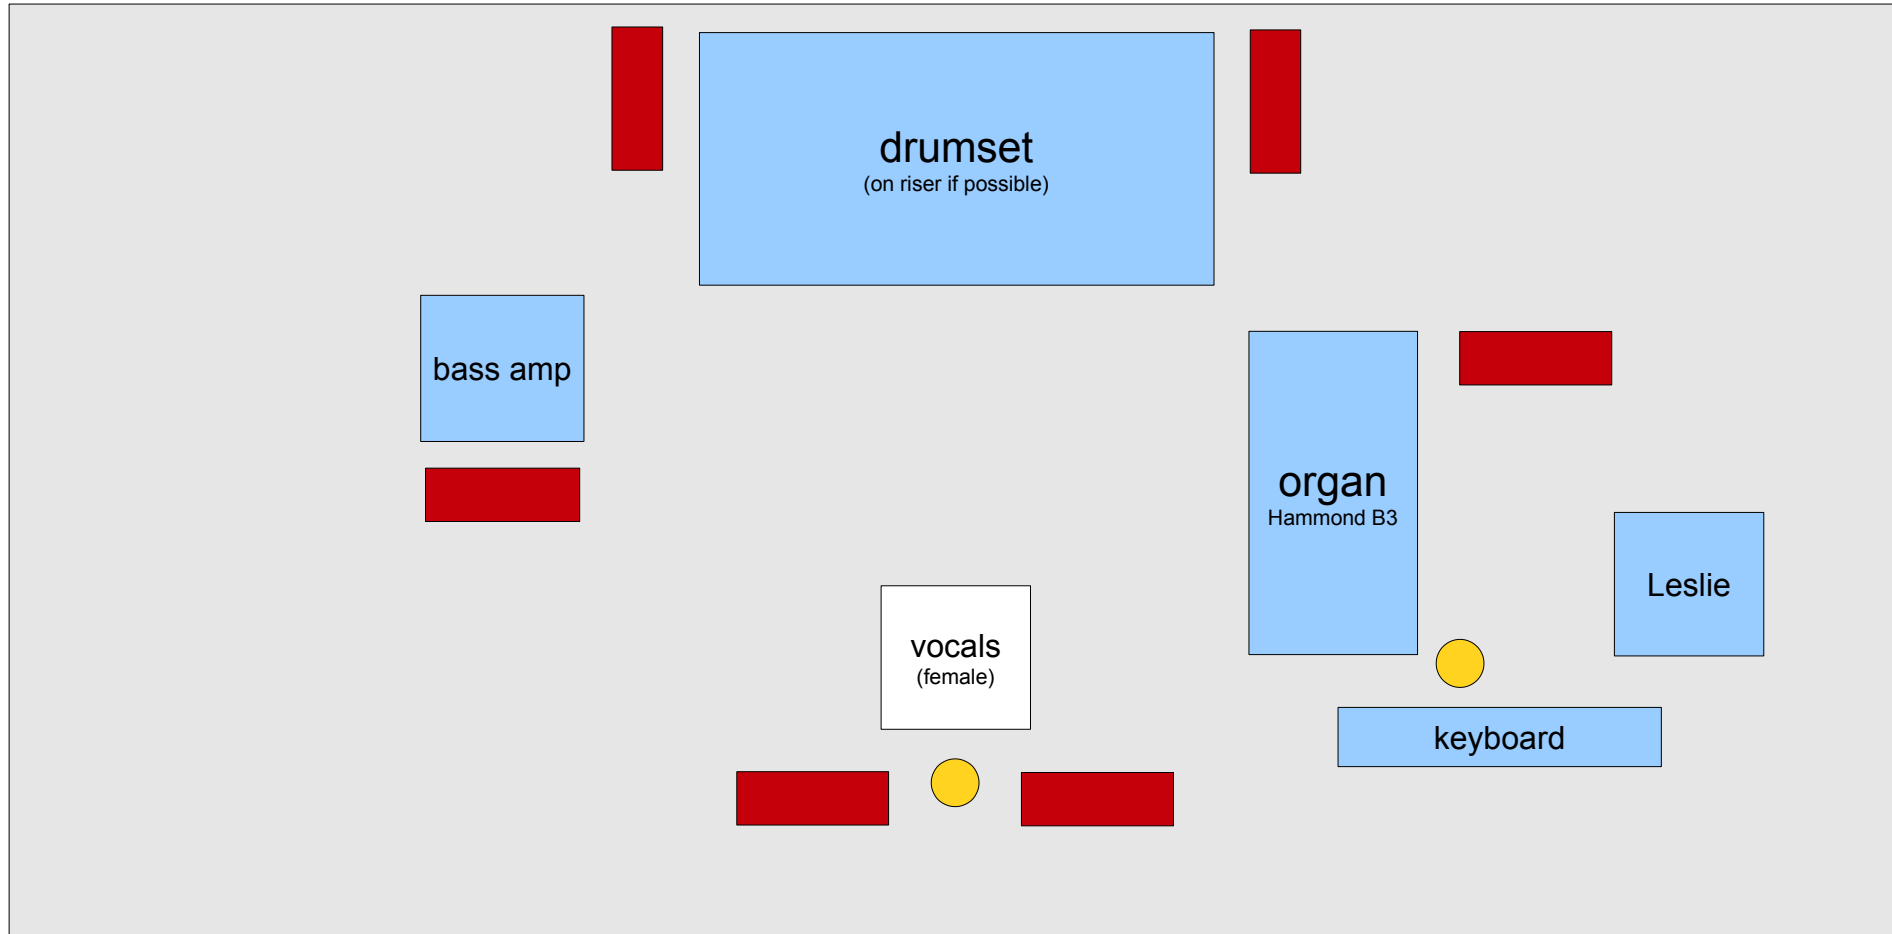 drumset
(on riser if possible)
bass amp
organ
Hammond B3
Leslie
vocals
(female)
keyboard